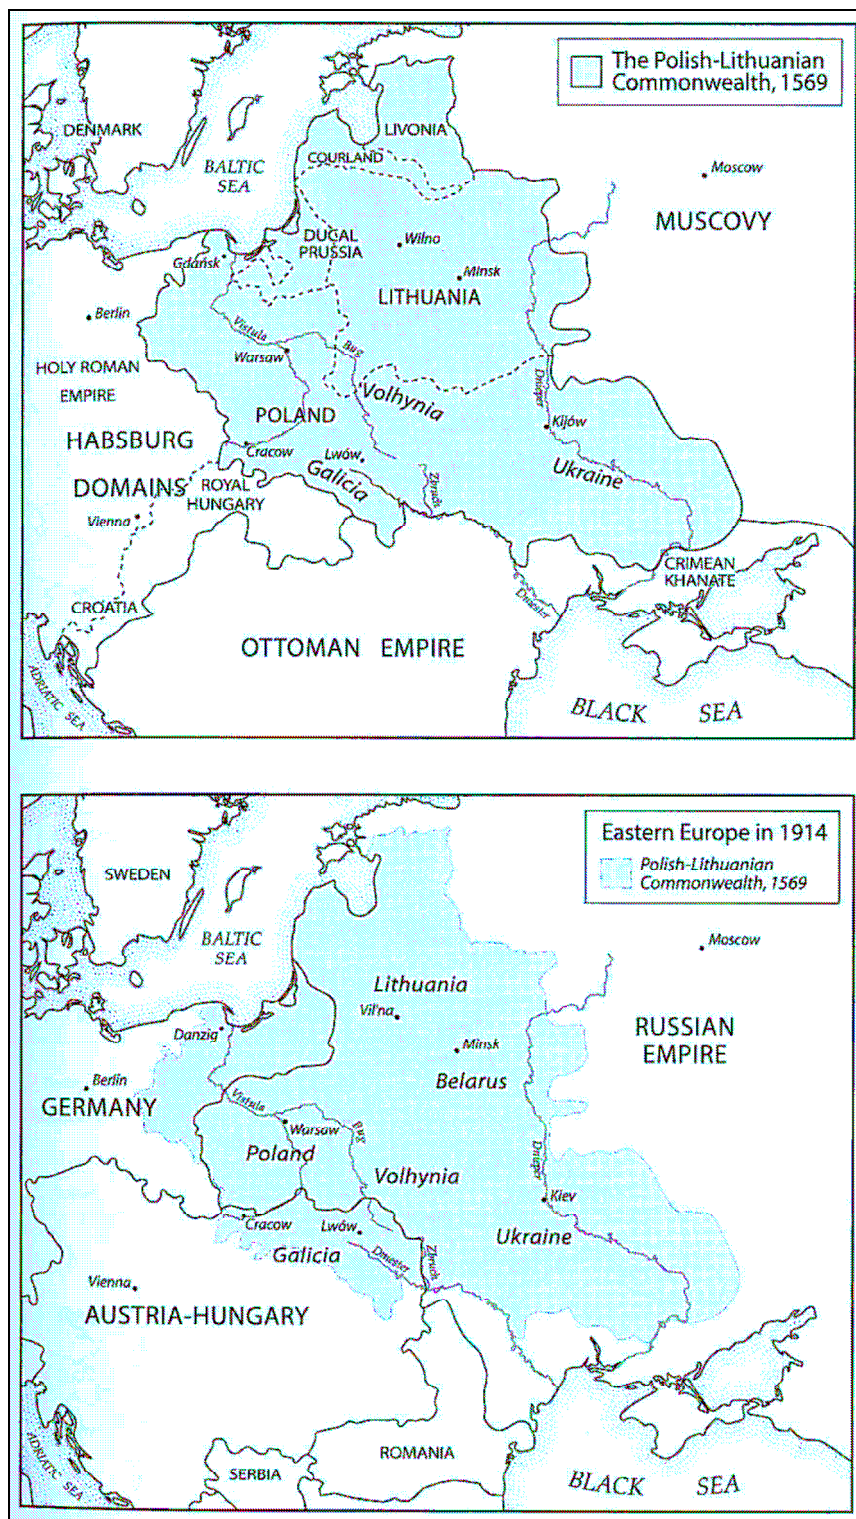 The Polish-Lithuanian
Commonwealth, 1569
DENMARK
BALTIC
SEA
LIVONIA
COURLAND
Moscow
MUSCOVY
DUCAL
PRUSSIA
Wilno
Gdańsk
Minsk
LITHUANIA
Berlin
Vistula
Warsaw
Bug
HOLY ROMAN
EMPIRE
Volhynia
Dnieper
POLAND
Kijów
HABSBURG
Cracow
Lwów
Galicia
Ukraine
DOMAINS
ROYAL
HUNGARY
Zbruch
Vienna
CRIMEAN
KHANATE
Dniester
CROATIA
OTTOMAN EMPIRE
ADRIATIC SEA
BLACK SEA
Eastern Europe in 1914
Polish-Lithuanian
Commonwealth, 1569
SWEDEN
BALTIC
SEA
Moscow
Lithuania
Vil'na
Danzig
RUSSIAN
EMPIRE
Minsk
Belarus
Berlin
GERMANY
Vistula
Warsaw
Bug
Poland
Dnieper
Volhynia
Kiev
Cracow
Lwów
Ukraine
Galicia
Dniester
Zbruch
Vienna
AUSTRIA-HUNGARY
ADRIATIC SEA
ROMANIA
SERBIA
BLACK SEA